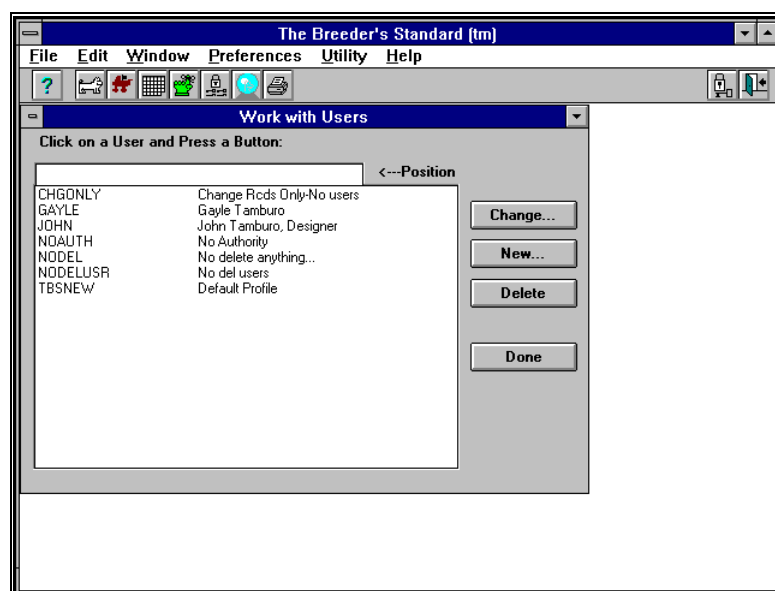 The Breeder's Standard (tm)
File Edit Window Preferences Utility Help
?
Work with Users
Click on a User and Press a Button:
<---Position
CHGONLY Change Rcds Only-No users
GAYLE Gayle Tamburo
JOHN John Tamburo, Designer
NOAUTH No Authority
NODEL No delete anything...
NODELUSR No del users
TBSNEW Default Profile
Change...
New...
Delete
Done